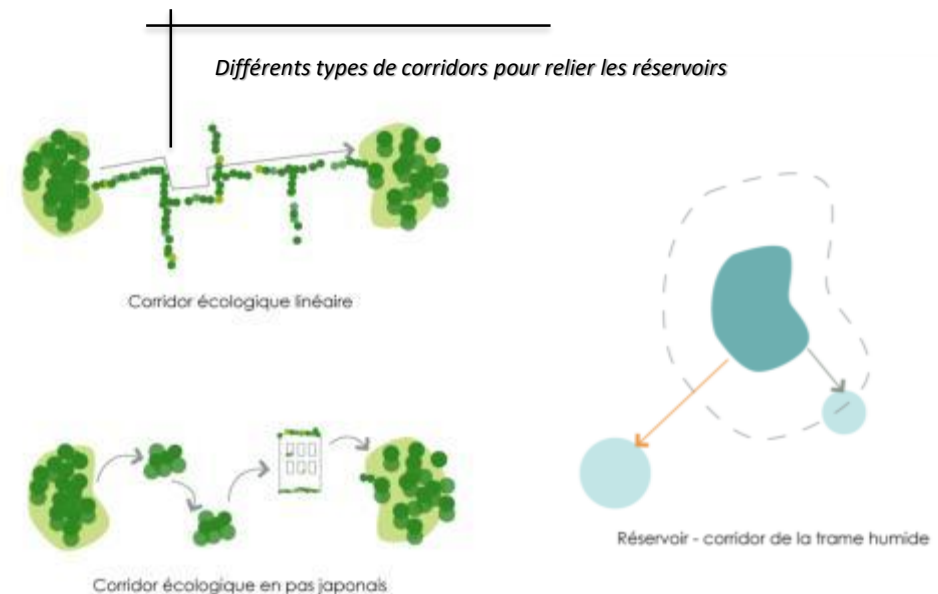 Différents types de corridors pour relier les réservoirs
Corridor écologique linéaire
Réservoir - corridor de la trame humide
Corridor écologique en pas japonais